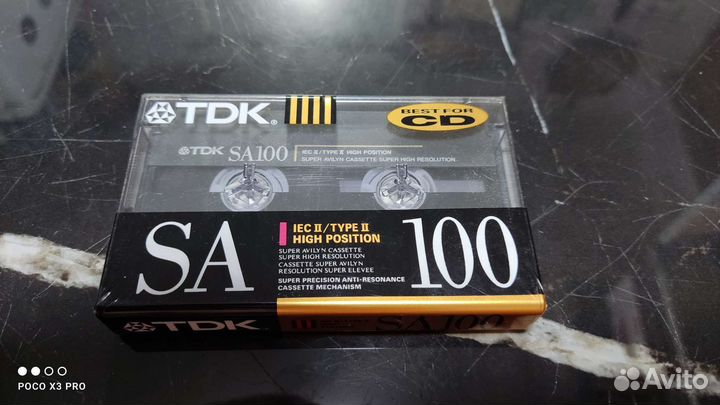 TDK®
BEST FOR
CD
TDK SA100 IEC II/TYPE II HIGH POSITION
SUPER AVILYN CASSETTE SUPER HIGH RESOLUTION
SA
IEC II/TYPE II
HIGH POSITION
SUPER AVILYN CASSETTE
SUPER HIGH RESOLUTION
CASSETTE SUPER AVILYN
RESOLUTION SUPER ELEVEE
SUPER PRECISION ANTI-RESONANCE
CASSETTE MECHANISM
100
TDK
SA100
POCO X3 PRO
Avito